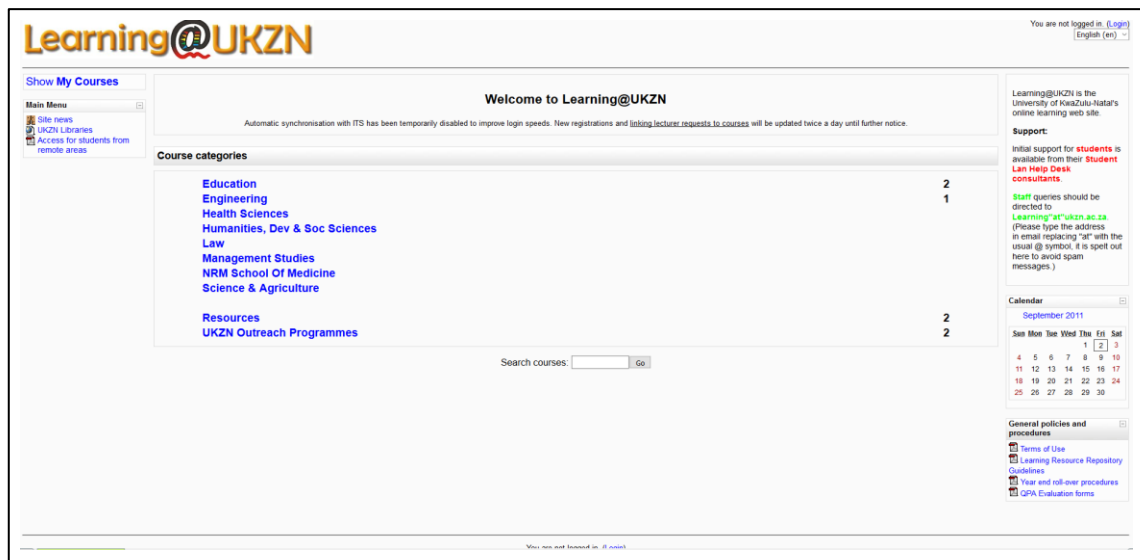 Learning@UKZN
You are not logged in. (Login)
English (en)
Show My Courses
Main Menu
Site news
UKZN Libraries
Access for students from
remote areas
Welcome to Learning@UKZN
Automatic synchronisation with ITS has been temporarily disabled to improve login speeds. New registrations and linking lecturer requests to courses will be updated twice a day until further notice.
Course categories
Education 2
Engineering 1
Health Sciences
Humanities, Dev & Soc Sciences
Law
Management Studies
NRM School Of Medicine
Science & Agriculture
Resources 2
UKZN Outreach Programmes 2
Search courses: Go
Learning@UKZN is the
University of KwaZulu-Natal's
online learning web site.
Support:
Initial support for students is
available from their Student
Lan Help Desk
consultants.
Staff queries should be
directed to
Learning"at"ukzn.ac.za.
(Please type the address
in email replacing "at" with the
usual @ symbol, it is spelt out
here to avoid spam
messages.)
Calendar
September 2011
Sun Mon Tue Wed Thu Fri Sat
1 2 3
4 5 6 7 8 9 10
11 12 13 14 15 16 17
18 19 20 21 22 23 24
25 26 27 28 29 30
General policies and
procedures
Terms of Use
Learning Resource Repository
Guidelines
Year end roll-over procedures
QPA Evaluation forms
You are not logged in. (Login)